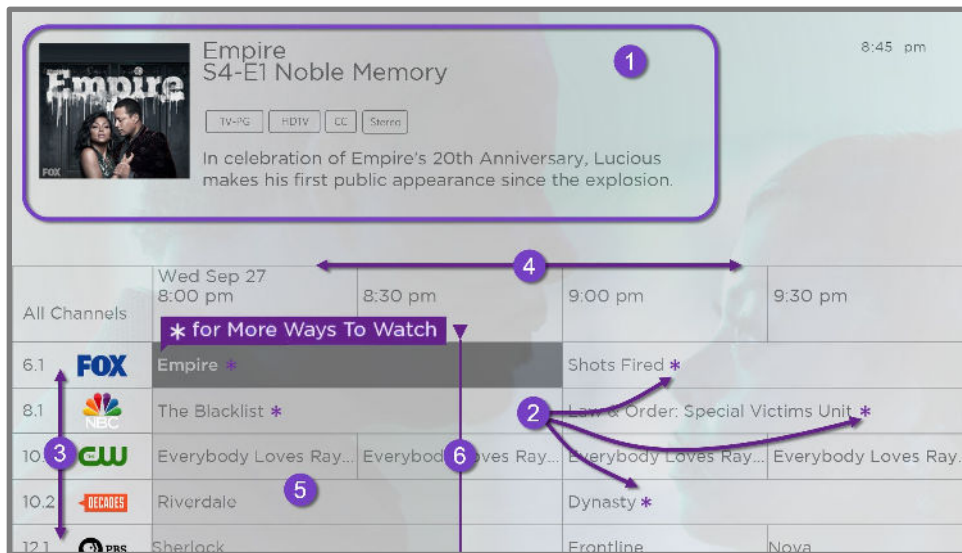 Empire
S4-E1 Noble Memory
1
8:45 pm
TV-PG HDTV CC Stereo
Empire
FOX
In celebration of Empire's 20th Anniversary, Lucious
makes his first public appearance since the explosion.
4
Wed Sep 27
8:00 pm 8:30 pm 9:00 pm 9:30 pm
All Channels
* for More Ways To Watch
6.1 FOX Empire * Shots Fired *
8.1 NBC The Blacklist * 2 Law & Order: Special Victims Unit *
10. 3 CW Everybody Loves Ray... Everybody Loves Ray... 6 Everybody Loves Ray... Everybody Loves Ray.
10.2 DECADES Riverdale 5 Dynasty *
12.1 PBS Sherlock Frontline Nova